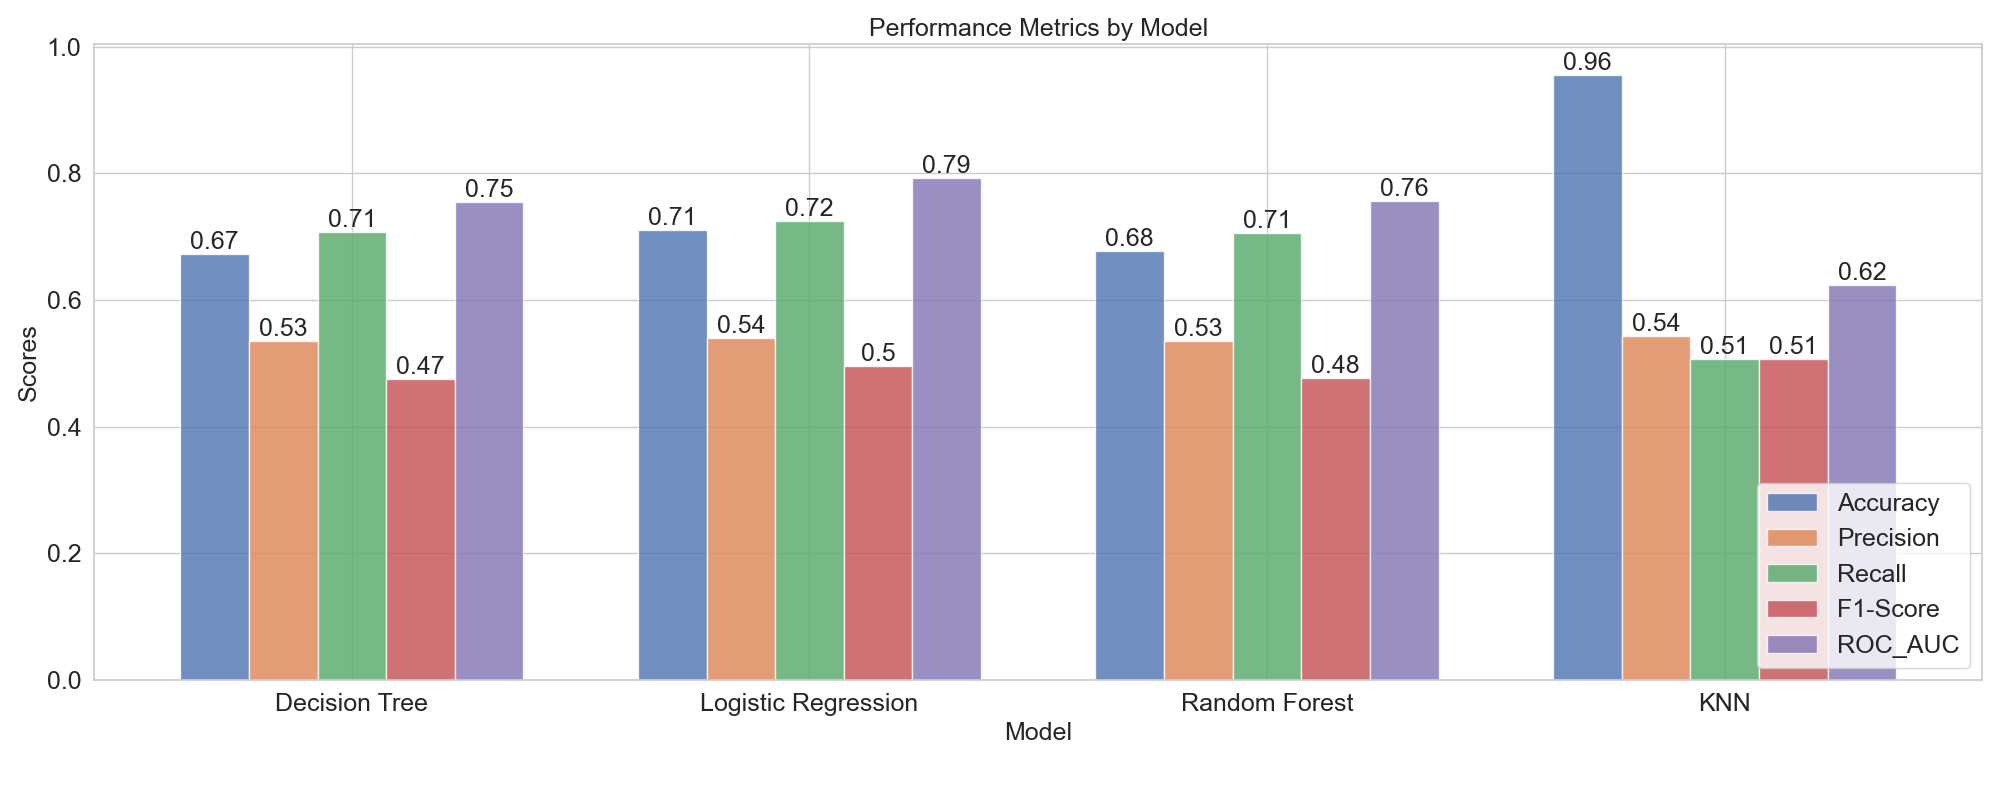 Performance Metrics by Model
1.0
0.8
0.6
0.4
0.2
0.0
Scores
0.67
0.53
0.71
0.47
0.75
0.71
0.54
0.72
0.5
0.79
0.68
0.53
0.71
0.48
0.76
0.96
0.54
0.51
0.51
0.62
Accuracy
Precision
Recall
F1-Score
ROC_AUC
Decision Tree
Logistic Regression
Random Forest
KNN
Model